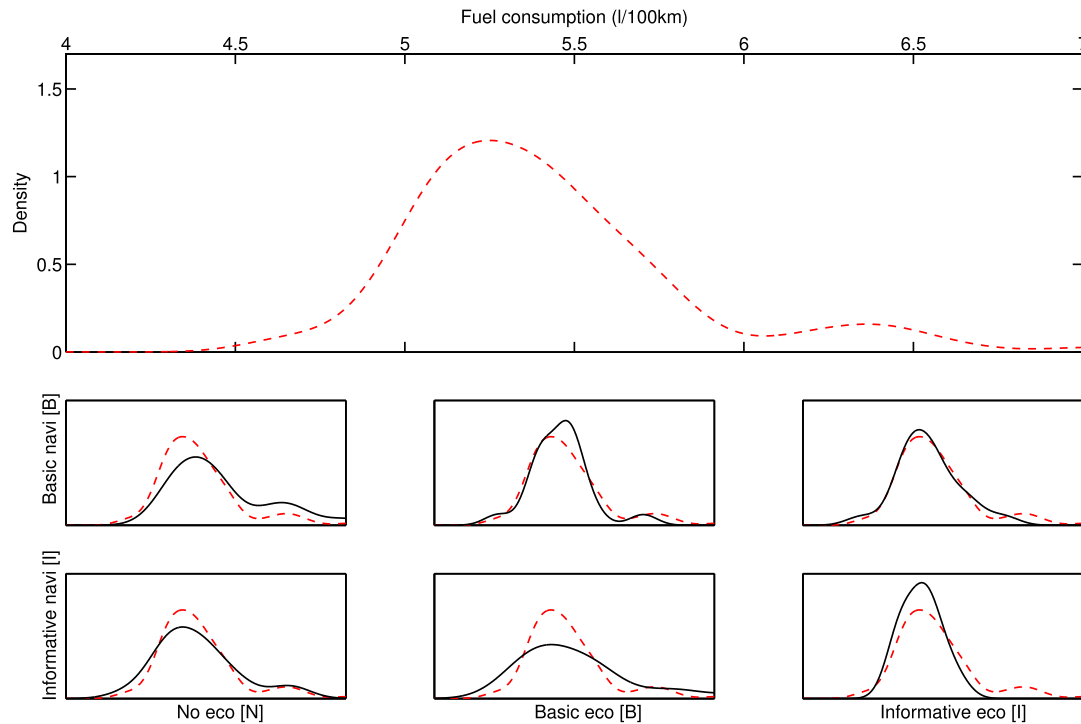 Fuel consumption (l/100km)
4 4.5 5 5.5 6 6.5
1.5
1
0.5
0
Density
Basic navi [B]
Informative navi [I]
No eco [N] Basic eco [B] Informative eco [I]